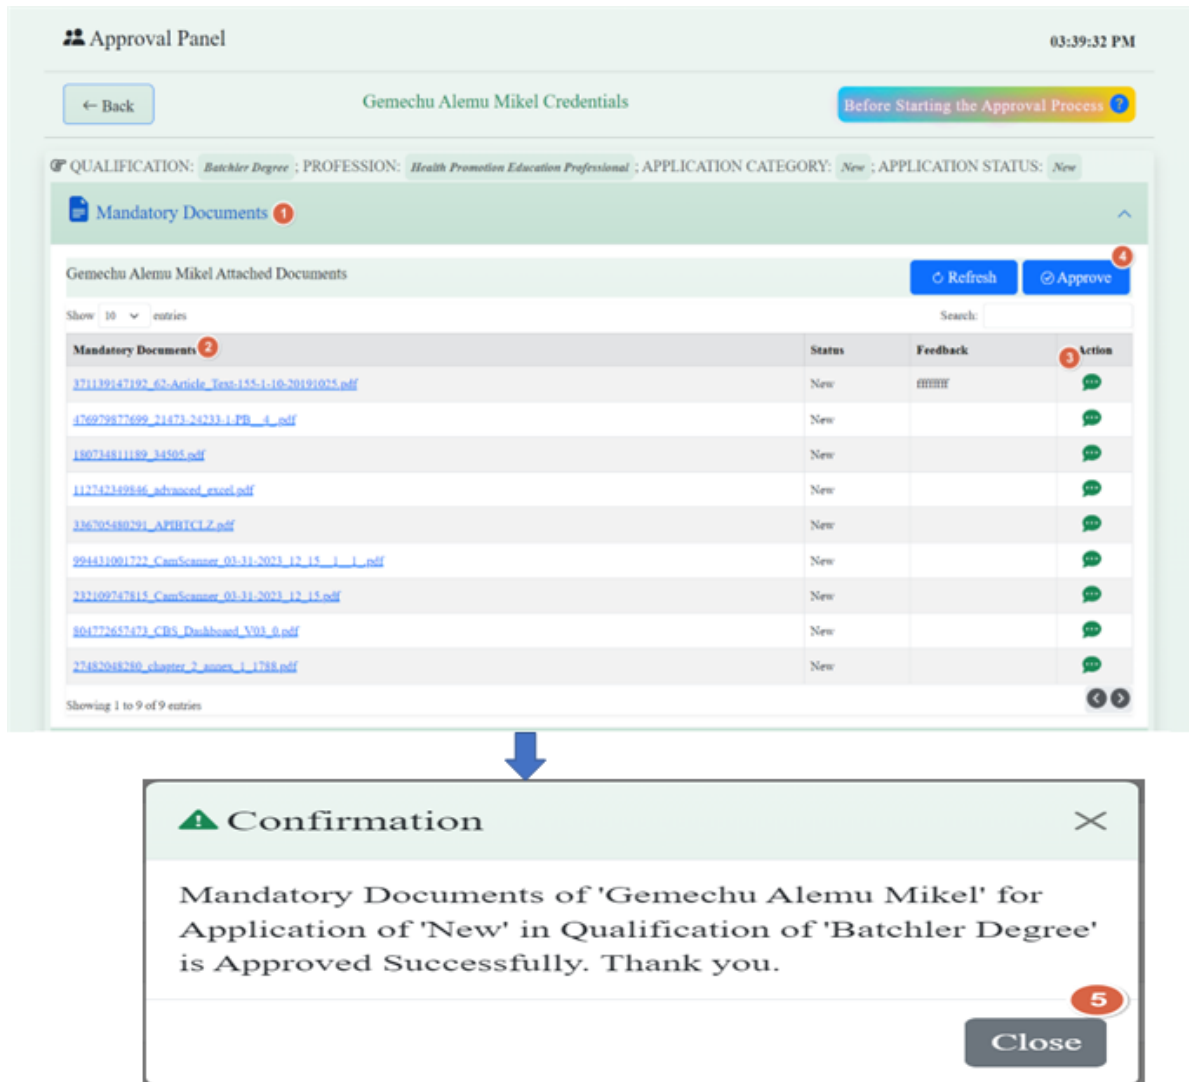 Approval Panel 03:39:32 PM
← Back Gemechu Alemu Mikel Credentials Before Starting the Approval Process ?
QUALIFICATION: Batchler Degree ; PROFESSION: Health Promotion Education Professional ; APPLICATION CATEGORY: New ; APPLICATION STATUS: New
Mandatory Documents 1
4
Gemechu Alemu Mikel Attached Documents Refresh Approve
Show 10 entries Search:
Mandatory Documents 2 Status Feedback 3 Action
371139147192_62-Article_Text-155-1-10-20191025.pdf New
476979877699_21473-24233-1-PB__4_.pdf New
180734811189_34505.pdf New
112742349846_advanced_excel.pdf New
336705480291_APIBTCLZ.pdf New
994431001722_CamScanner_03-31-2023_12_15__1__1_.pdf New
232109747815_CamScanner_03-31-2023_12_15.pdf New
804772657473_CBS_Dashboard_V03_0.pdf New
27482048280_chapter_2_annex_1_1788.pdf New
Showing 1 to 9 of 9 entries
Confirmation
Mandatory Documents of 'Gemechu Alemu Mikel' for
Application of 'New' in Qualification of 'Batchler Degree'
is Approved Successfully. Thank you.
5
Close